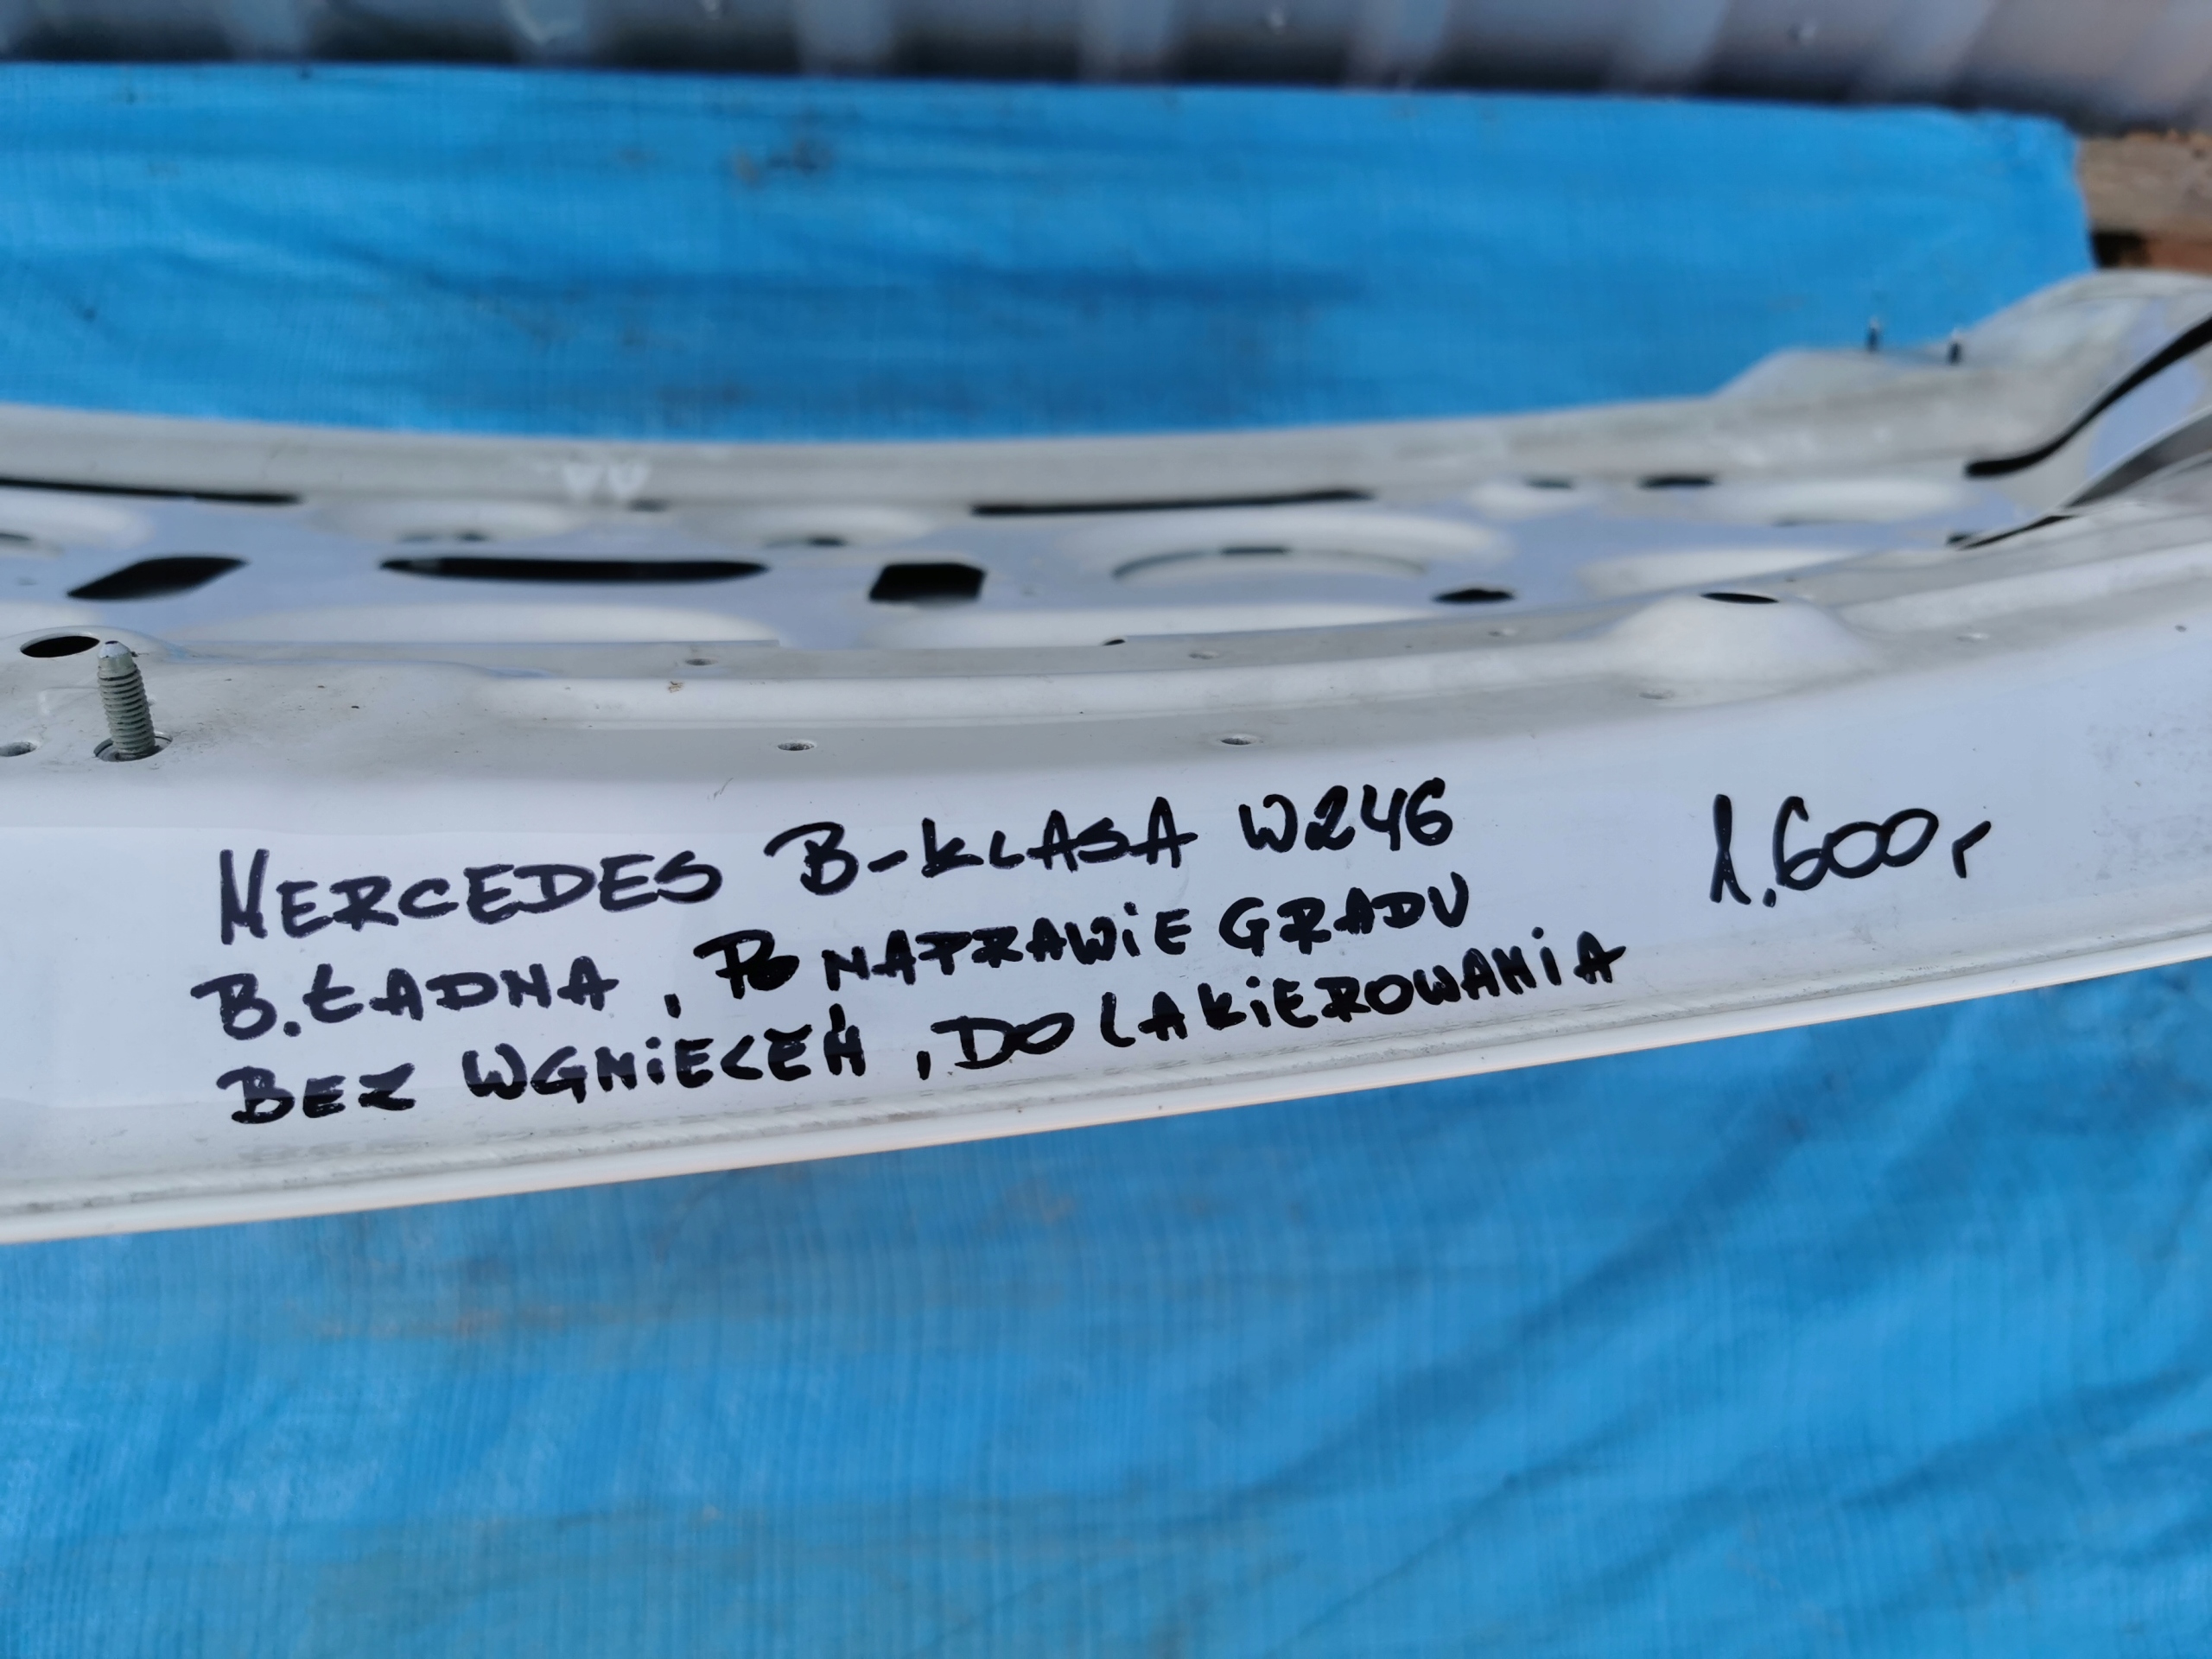 MERCEDES B-KLASA W246 1.600,-
B.ŁADNA, PO NAPRAWIE GRADU
BEZ WGNIECEŃ, DO LAKIEROWANIA